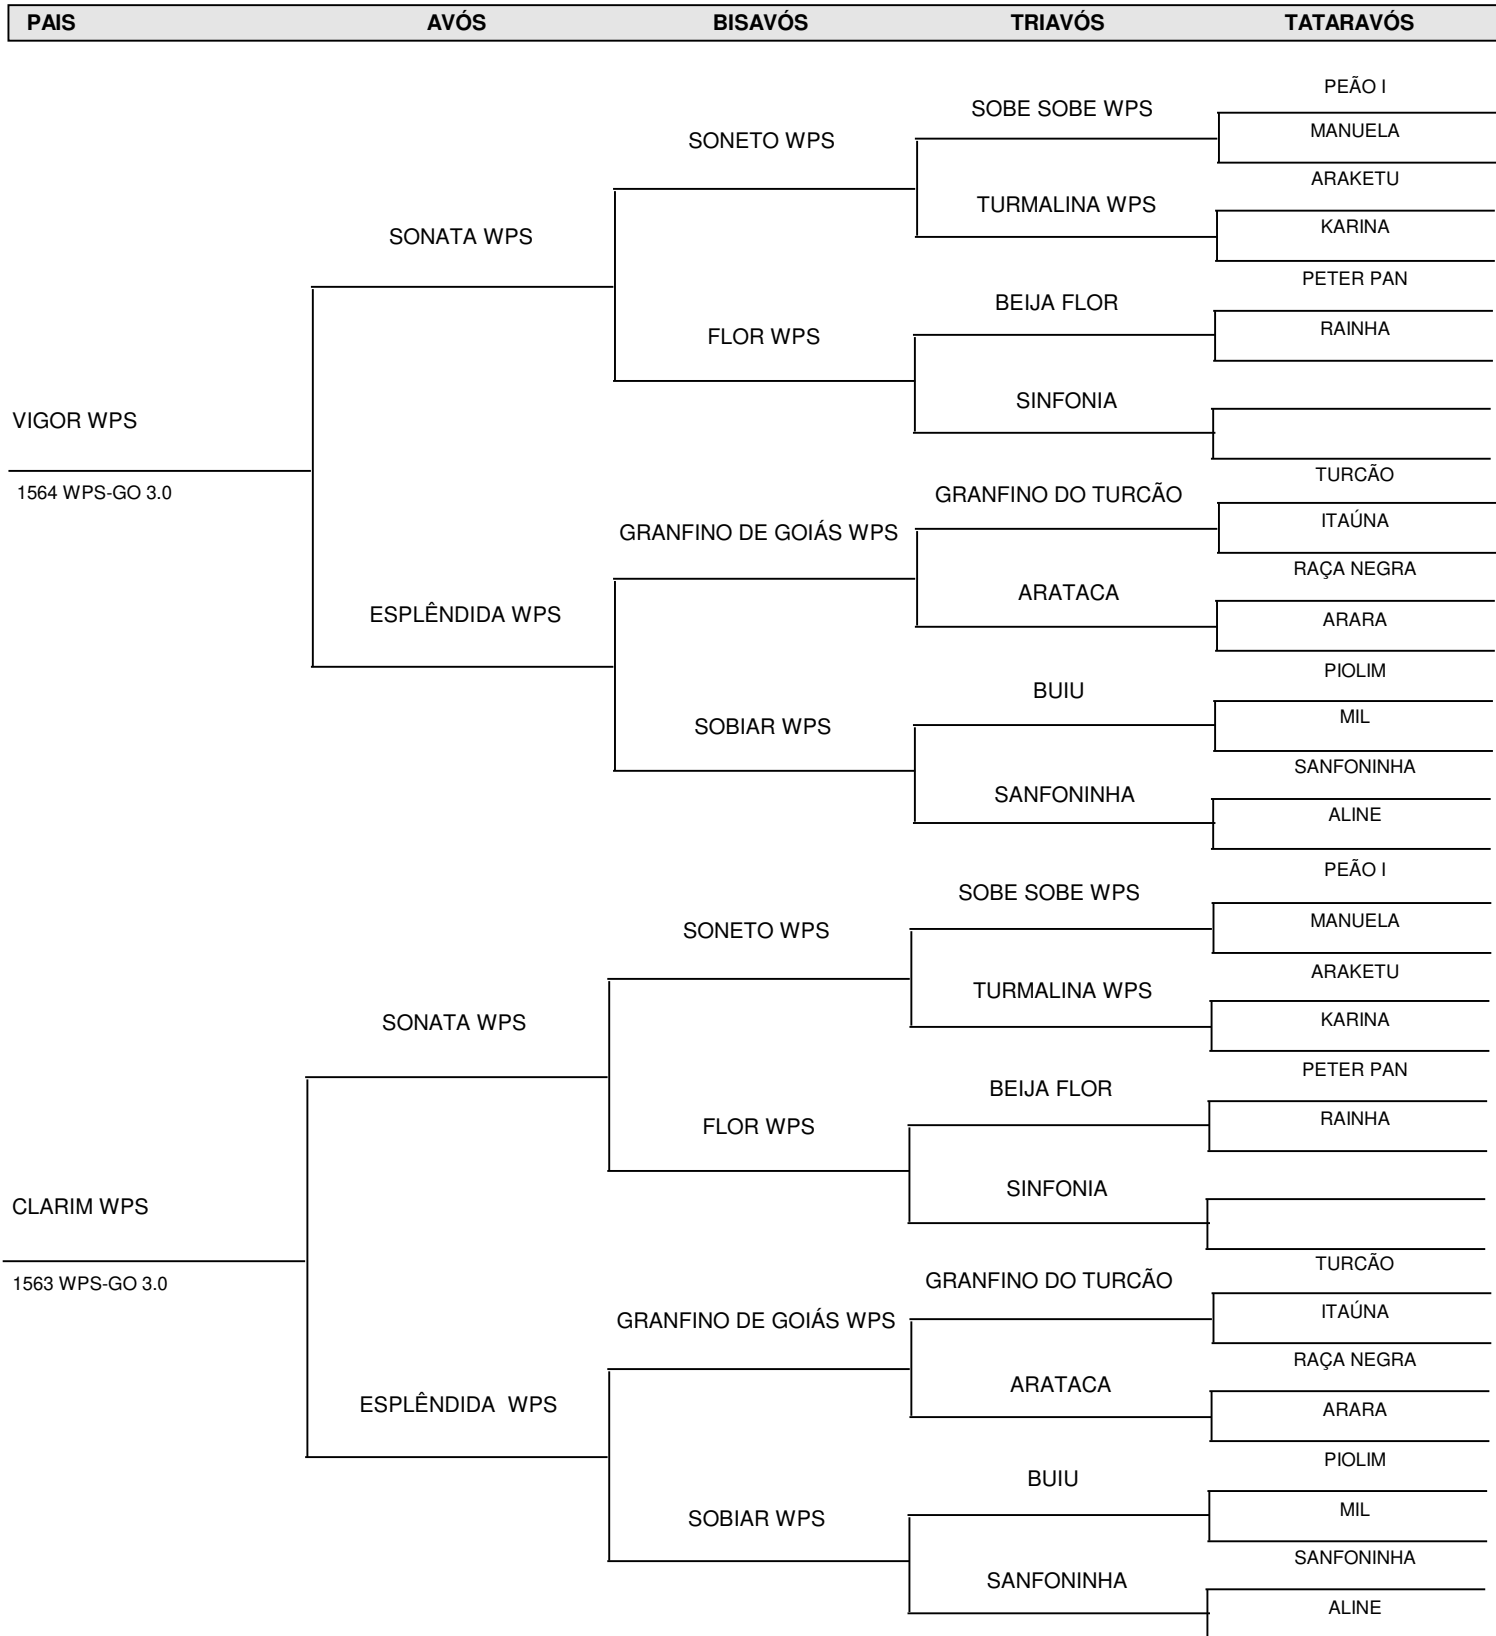 PAIS AVÓS BISAVÓS TRIAVÓS TATARAVÓS
PEÃO I
SOBE SOBE WPS
MANUELA
SONETO WPS
ARAKETU
TURMALINA WPS
KARINA
SONATA WPS
PETER PAN
BEIJA FLOR
RAINHA
FLOR WPS
SINFONIA
VIGOR WPS
TURCÃO
1564 WPS-GO 3.0
GRANFINO DO TURCÃO
ITAÚNA
GRANFINO DE GOIÁS WPS
RAÇA NEGRA
ARATACA
ESPLÊNDIDA WPS
ARARA
PIOLIM
BUIU
MIL
SOBIAR WPS
SANFONINHA
SANFONINHA
ALINE
PEÃO I
SOBE SOBE WPS
MANUELA
SONETO WPS
ARAKETU
TURMALINA WPS
KARINA
SONATA WPS
PETER PAN
BEIJA FLOR
RAINHA
FLOR WPS
SINFONIA
CLARIM WPS
TURCÃO
1563 WPS-GO 3.0
GRANFINO DO TURCÃO
ITAÚNA
GRANFINO DE GOIÁS WPS
RAÇA NEGRA
ARATACA
ESPLÊNDIDA WPS
ARARA
PIOLIM
BUIU
MIL
SOBIAR WPS
SANFONINHA
SANFONINHA
ALINE